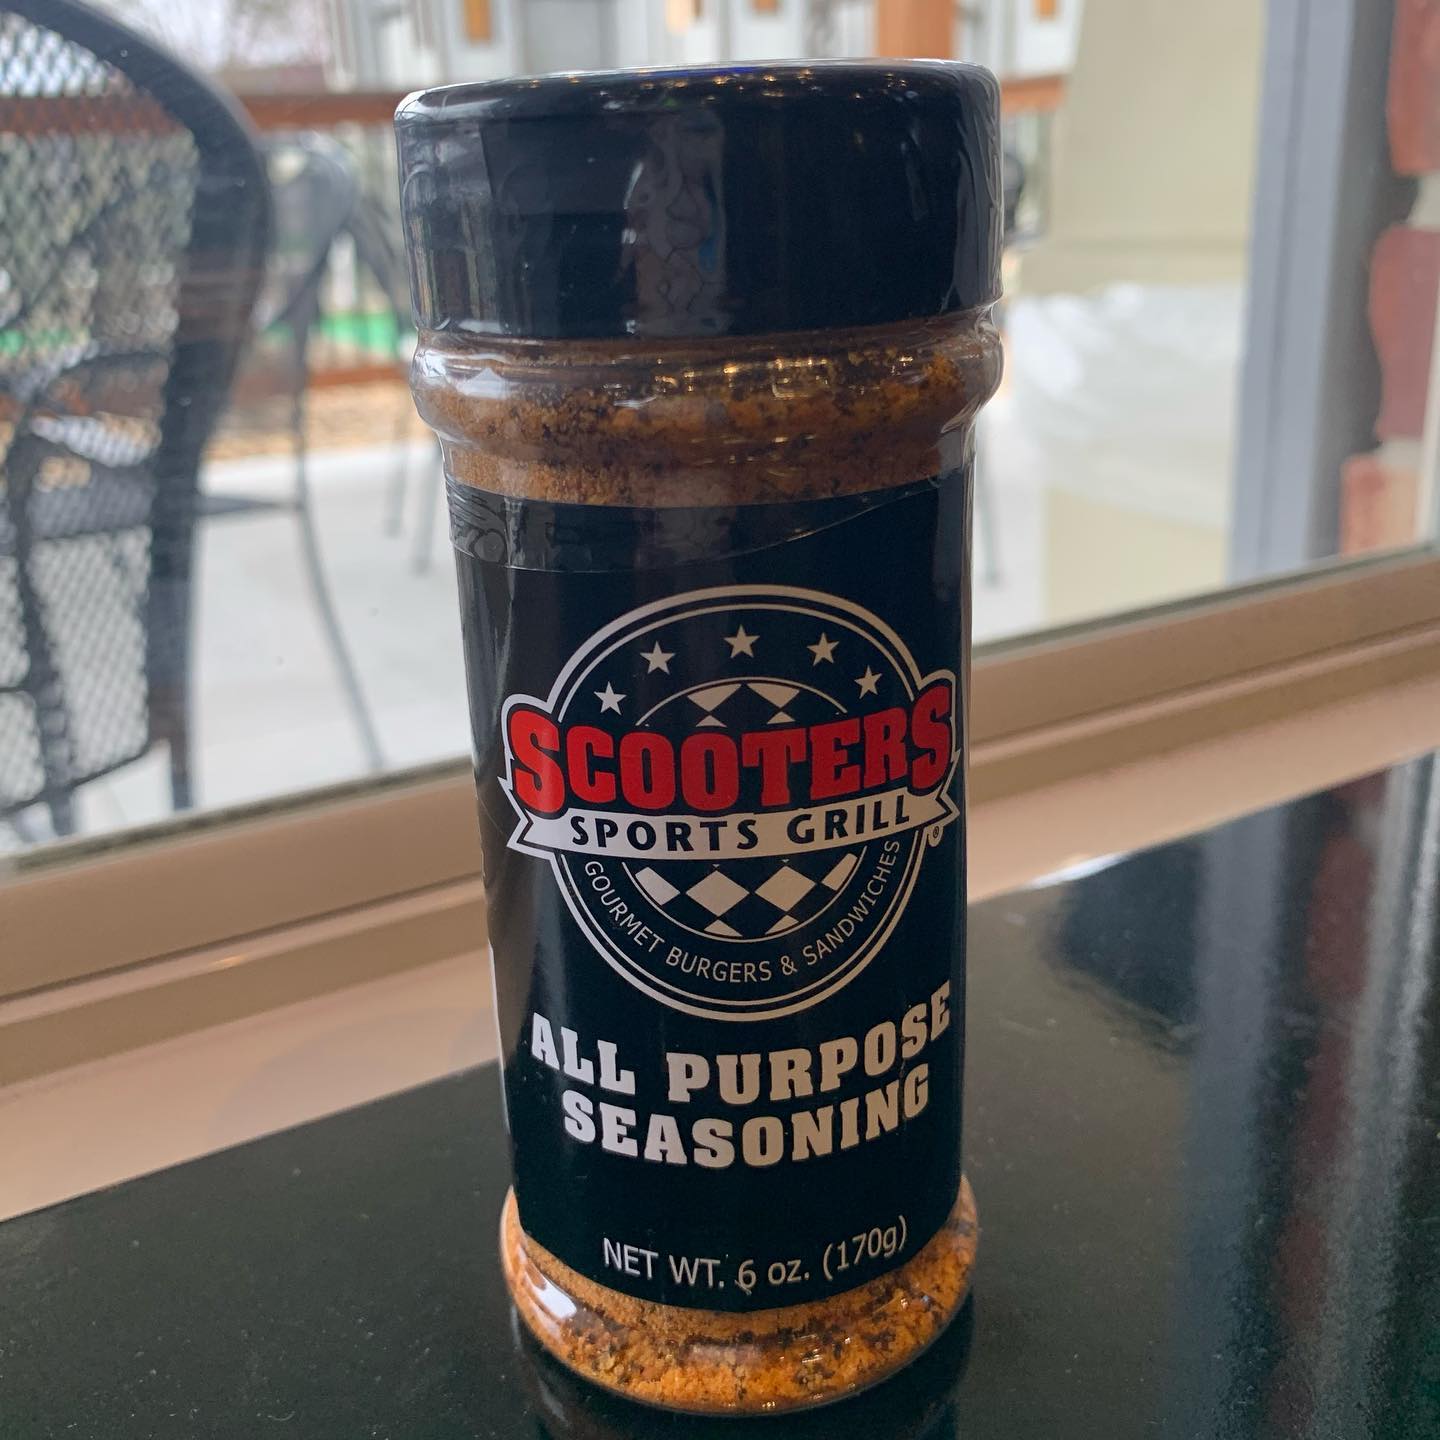 SCOOTERS
SPORTS GRILL
®
GOURMET BURGERS & SANDWICHES
ALL PURPOSE
SEASONING
NET WT. 6 oz. (170g)